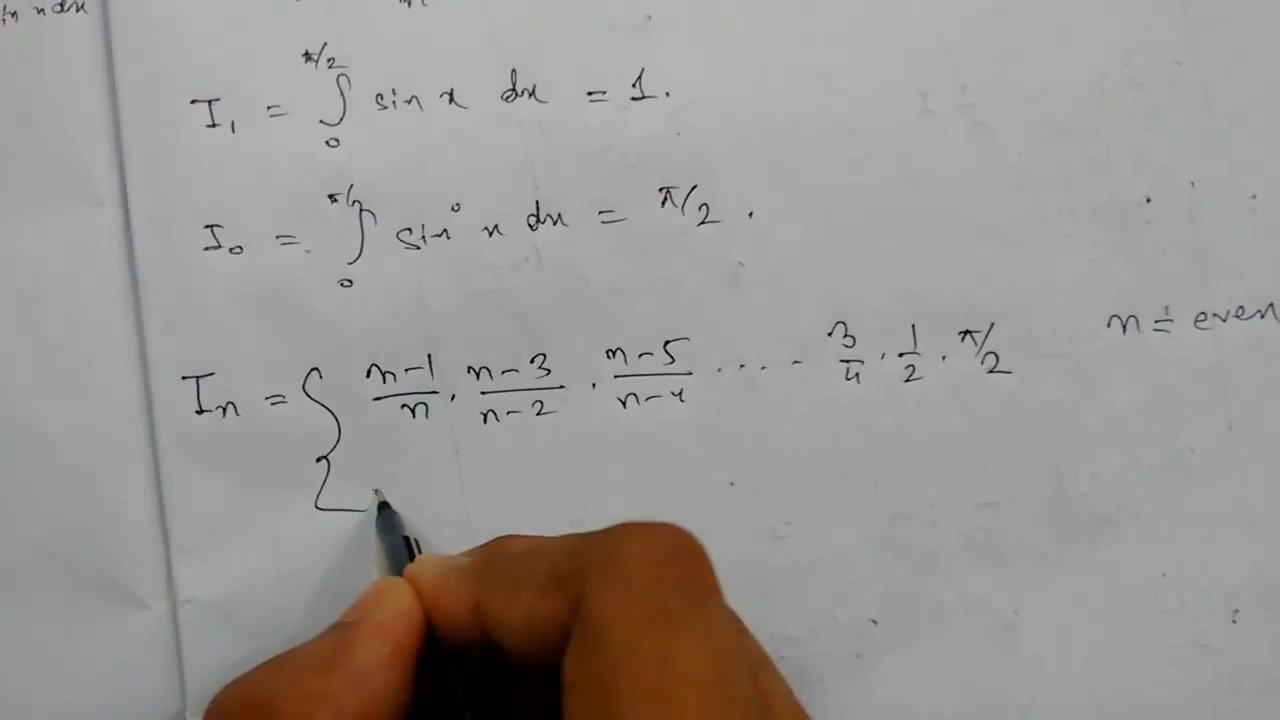 n x dx
I₁ = ∫₀^π/2 sin x dx = 1.
I₀ = ∫₀^π/2 sin⁰ x dx = π/2 .
Iₙ = { n-1/n . n-3/n-2 . n-5/n-4 .... 3/4 . 1/2 . π/2 n = even